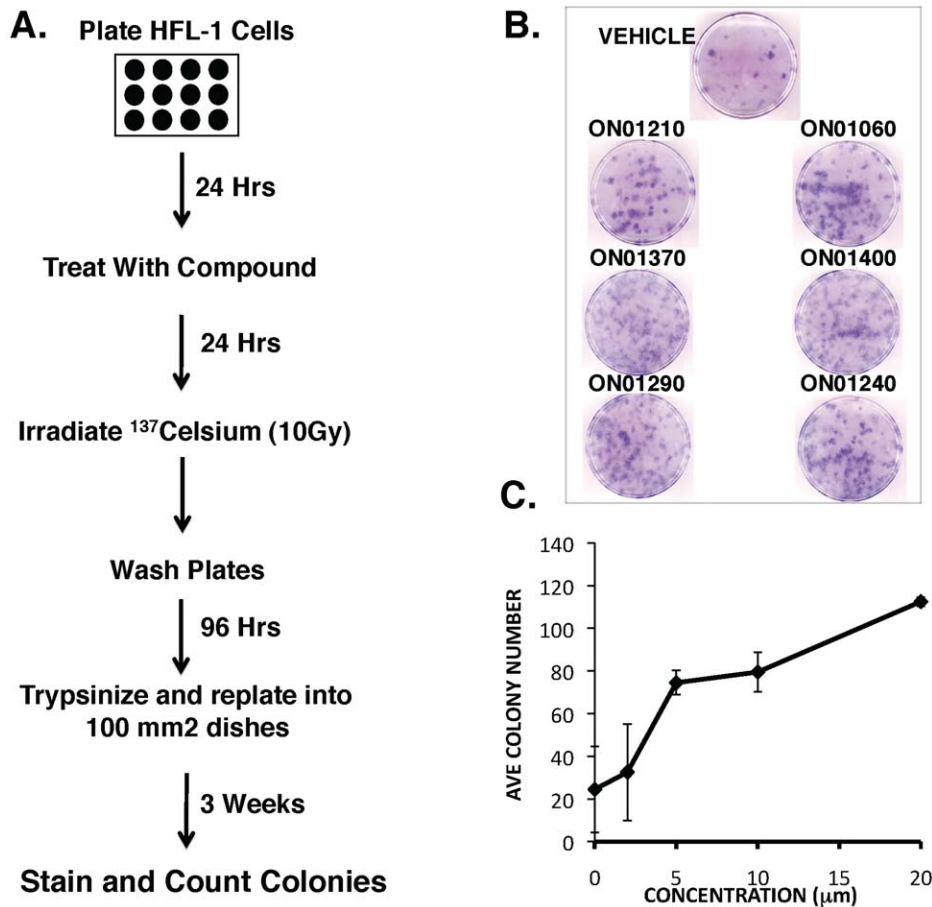 A.
Plate HFL-1 Cells
24 Hrs
Treat With Compound
24 Hrs
Irradiate ¹³⁷Celsium (10Gy)
Wash Plates
96 Hrs
Trypsinize and replate into
100 mm2 dishes
3 Weeks
Stain and Count Colonies
B.
VEHICLE
ON01210 ON01060
ON01370 ON01400
ON01290 ON01240
C.
140
120
100
80
60
40
20
0
AVE COLONY NUMBER
0 5 10 15 20
CONCENTRATION (μm)